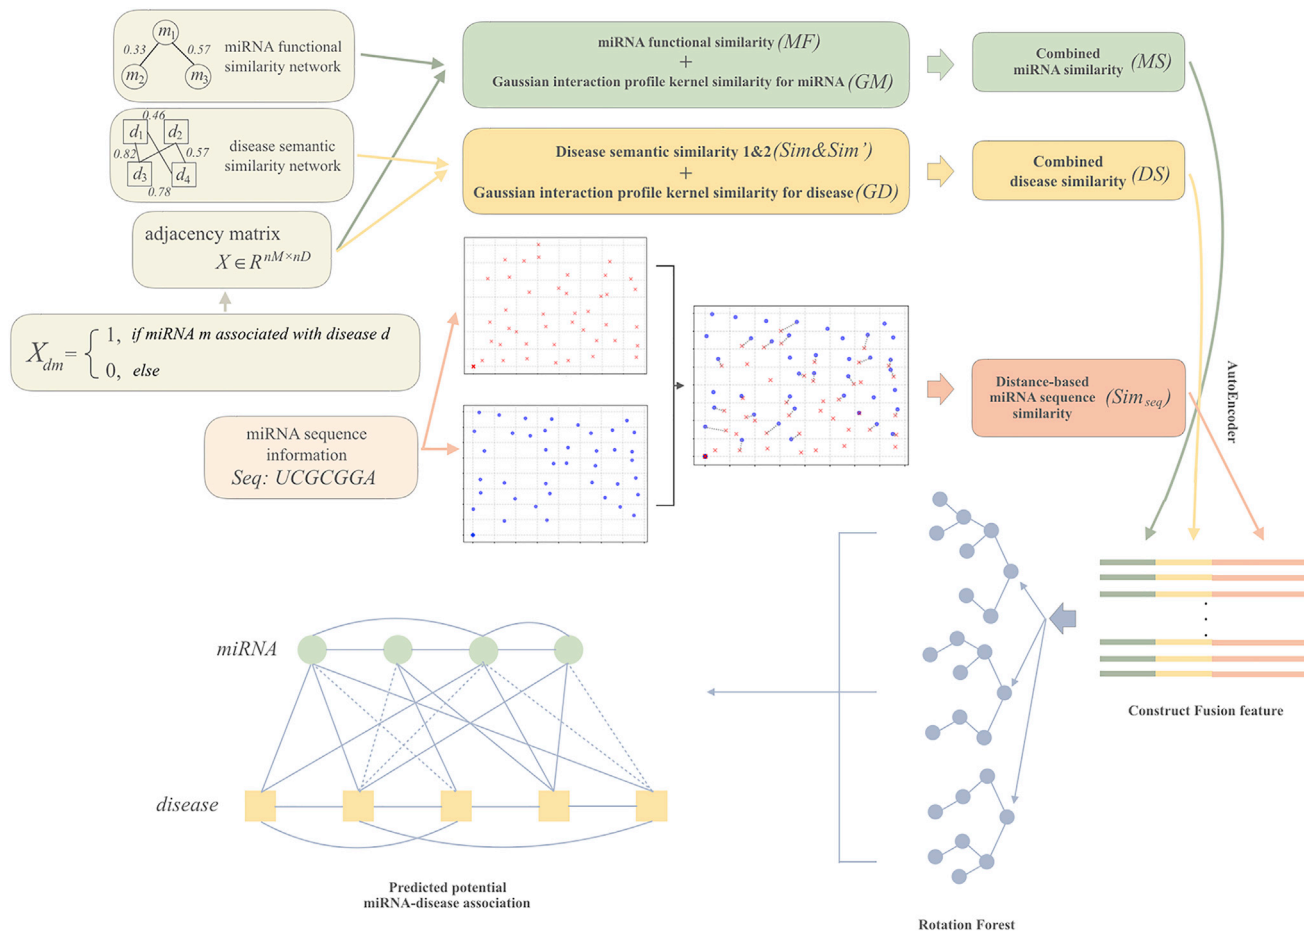 m1
0.33
0.57
m2
m3
miRNA functional
similarity network
0.46
d1
d2
0.82
0.57
d3
d4
0.78
disease semantic
similarity network
adjacency matrix
X ∈ R^{nM×nD}
X_{dm} = { 1, if miRNA m associated with disease d
0, else
miRNA sequence
information
Seq: UCGCGGA
miRNA functional similarity (MF)
+
Gaussian interaction profile kernel similarity for miRNA (GM)
Disease semantic similarity 1&2 (Sim&Sim’)
+
Gaussian interaction profile kernel similarity for disease (GD)
Combined
miRNA similarity (MS)
Combined
disease similarity (DS)
Distance-based
miRNA sequence
similarity
(Sim_{seq})
AutoEncoder
Construct Fusion feature
Rotation Forest
miRNA
disease
Predicted potential
miRNA-disease association